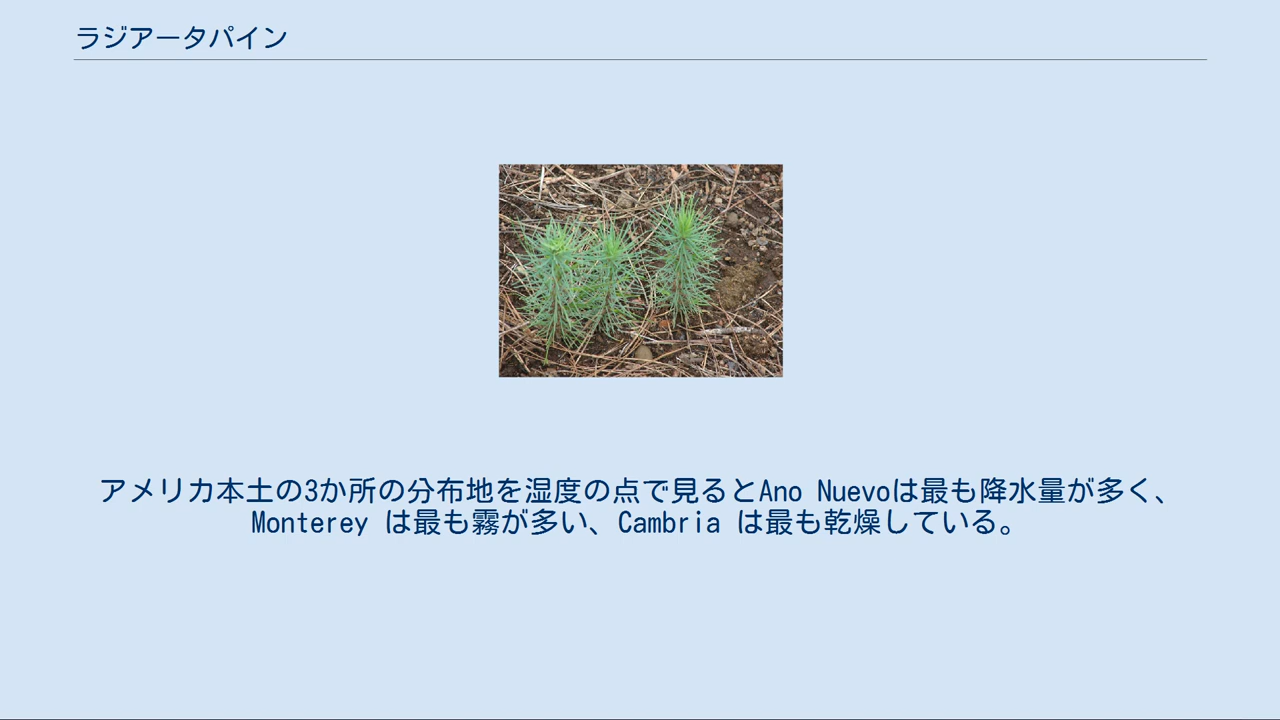 ラジアータパイン
アメリカ本土の3か所の分布地を湿度の点で見るとAno Nuevoは最も降水量が多く、
Monterey は最も霧が多い、Cambria は最も乾燥している。